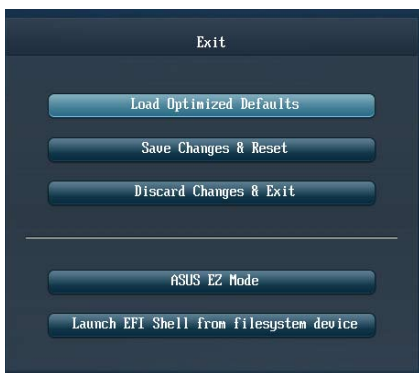 Exit
Load Optimized Defaults
Save Changes & Reset
Discard Changes & Exit
ASUS EZ Mode
Launch EFI Shell from filesystem device